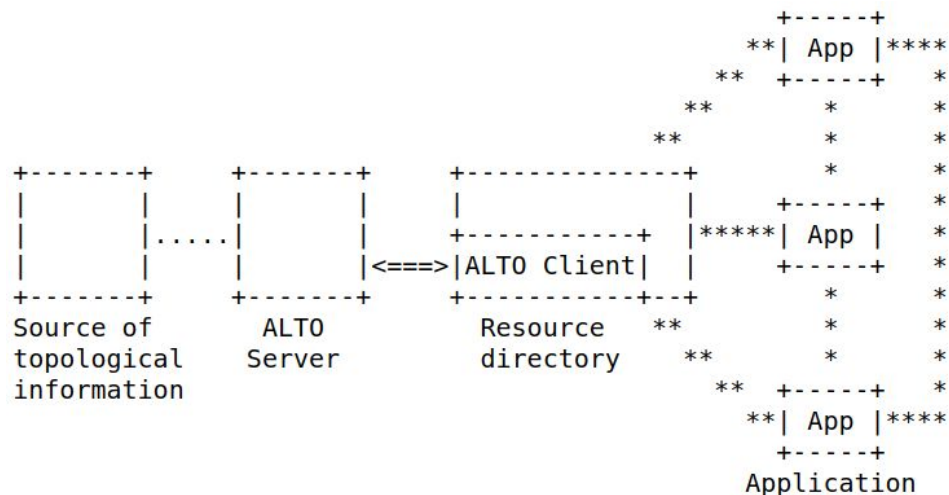 App
App
ALTO Client
Source of topological information
ALTO Server
Resource directory
App
Application